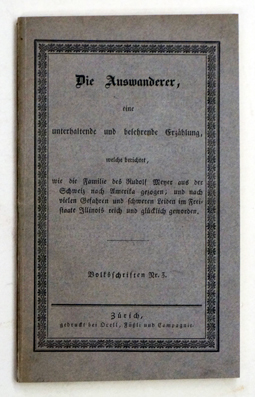 Die Auswanderer,
eine
unterhaltende und belehrende Erzählung,
welche berichtet,
wie die Familie des Rudolf Meyer aus der
Schweiz nach Amerika gezogen, und nach
vielen Gefahren und schweren Leiden im Frei-
staate Illinois reich und glücklich geworden.
Volksschriften Nr.
Zürich,
gedruckt bei Orell, Füßli und Compagnie.